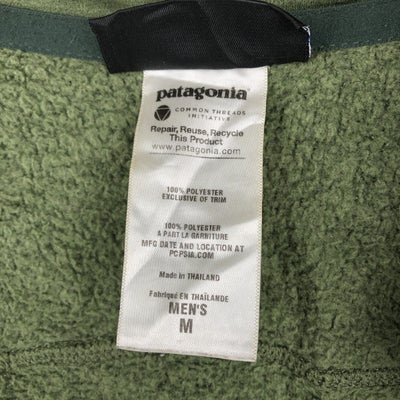 patagonia
COMMON THREADS
INITIATIVE
Repair, Reuse, Recycle
This Product
www.patagonia.com
100% POLYESTER
EXCLUSIVE OF TRIM
100% POLYESTER
A PART LA GARNITURE
MFG DATE AND LOCATION AT
PCPSIA.COM
Made in THAILAND
Fabriqué EN THAÏLANDE
MEN'S
M